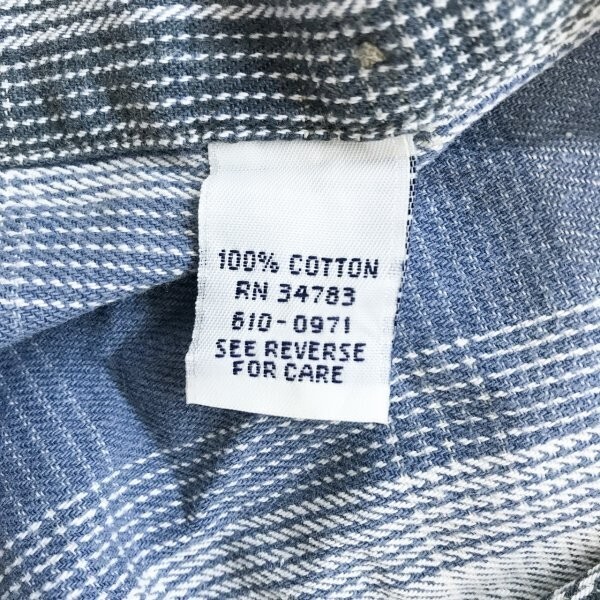 100% COTTON
RN 34783
610-0971
SEE REVERSE
FOR CARE